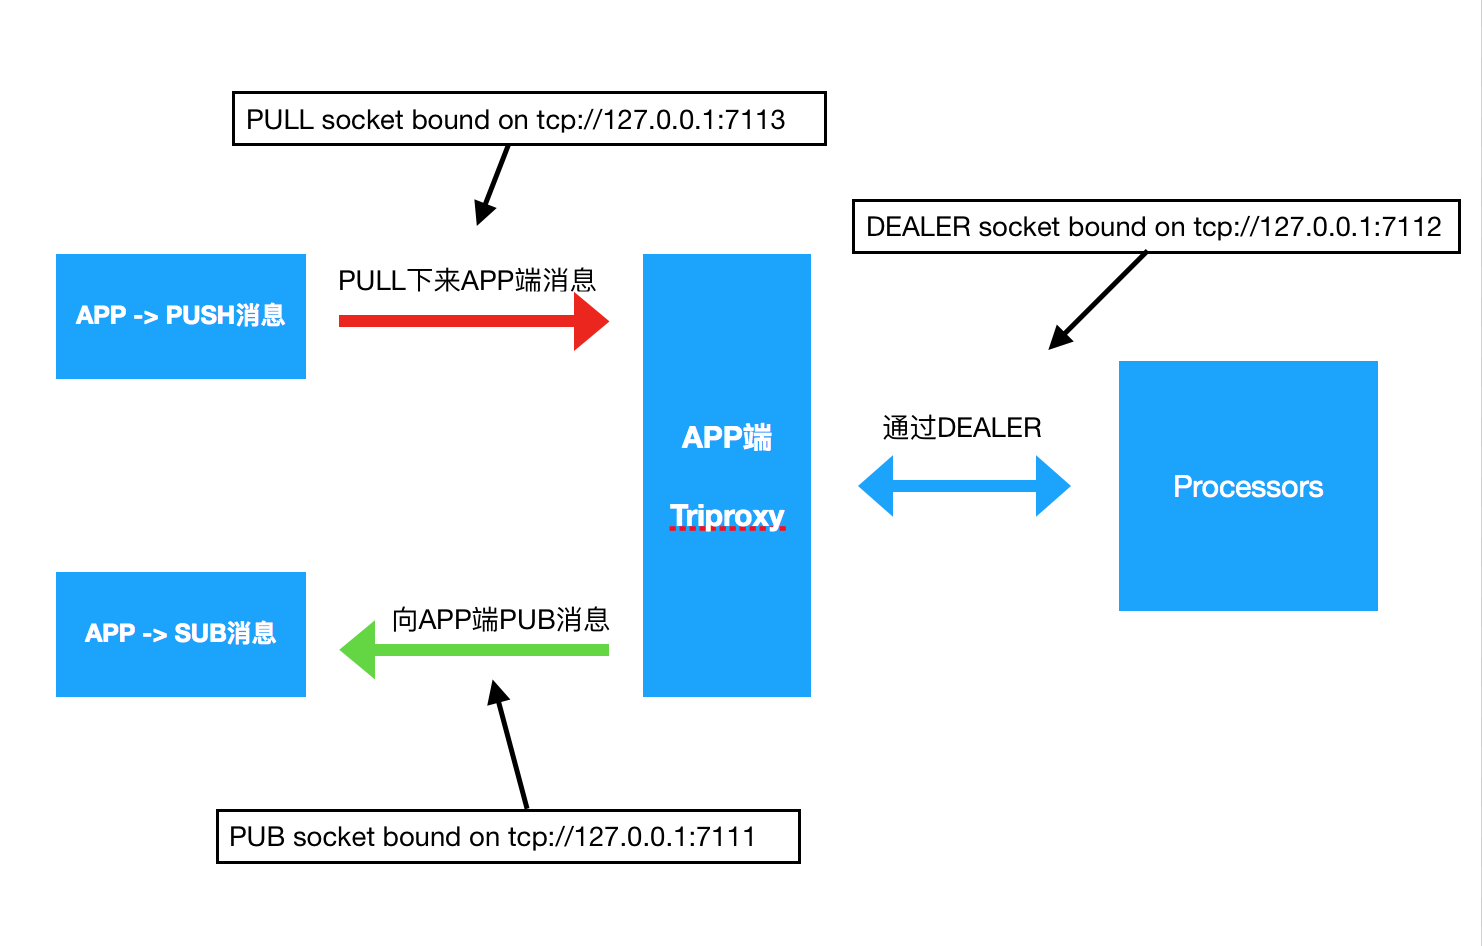 PULL socket bound on tcp://127.0.0.1:7113
DEALER socket bound on tcp://127.0.0.1:7112
PULL下来APP端消息
APP -> PUSH消息
通过DEALER
APP端
Triproxy
Processors
向APP端PUB消息
APP -> SUB消息
PUB socket bound on tcp://127.0.0.1:7111